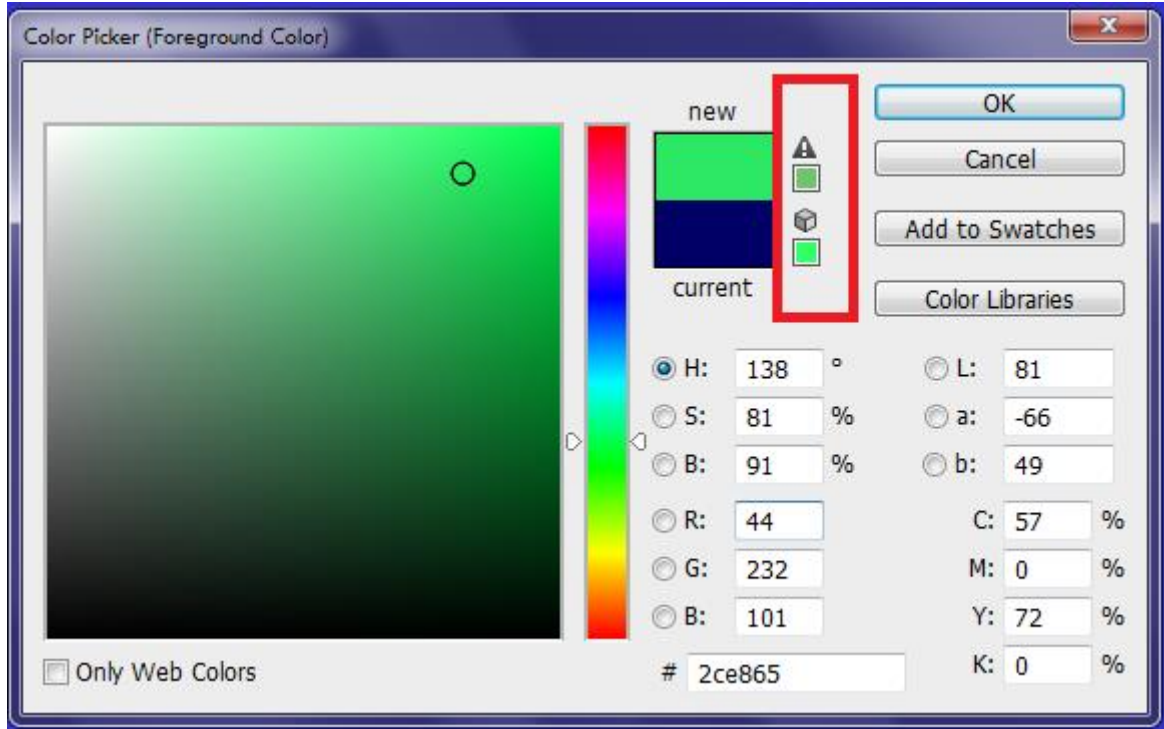 Color Picker (Foreground Color)
new
current
OK
Cancel
Add to Swatches
Color Libraries
H: 138 °
L: 81
S: 81 %
a: -66
B: 91 %
b: 49
R: 44
C: 57 %
G: 232
M: 0 %
B: 101
Y: 72 %
Only Web Colors
# 2ce865
K: 0 %